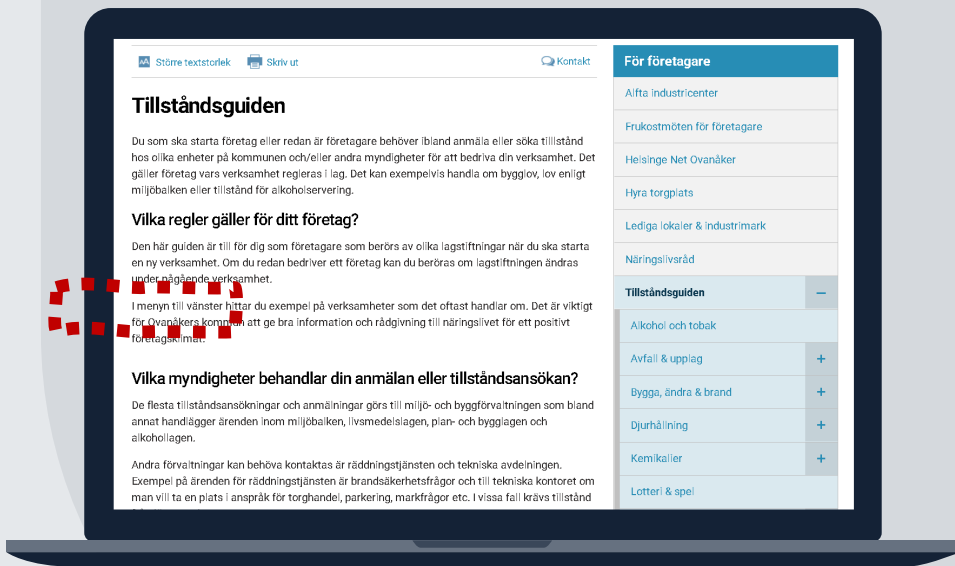 Större textstorlek
Skriv ut
Kontakt
Tillståndsguiden
Du som ska starta företag eller redan är företagare behöver ibland anmäla eller söka tilllstånd
hos olika enheter på kommunen och/eller andra myndigheter för att bedriva din verksamhet. Det
gäller företag vars verksamhet regleras i lag. Det kan exempelvis handla om bygglov, lov enligt
miljöbalken eller tillstånd för alkoholservering.
Vilka regler gäller för ditt företag?
Den här guiden är till för dig som företagare som berörs av olika lagstiftningar när du ska starta
en ny verksamhet. Om du redan bedriver ett företag kan du beröras om lagstiftningen ändras
under pågående verksamhet.
I menyn till vänster hittar du exempel på verksamheter som det oftast handlar om. Det är viktigt
för Ovanåkers kommun att ge bra information och rådgivning till näringslivet för ett positivt
företagsklimat.
Vilka myndigheter behandlar din anmälan eller tillståndsansökan?
De flesta tillståndsansökningar och anmälningar görs till miljö- och byggförvaltningen som bland
annat handlägger ärenden inom miljöbalken, livsmedelslagen, plan- och bygglagen och
alkohollagen.
Andra förvaltningar kan behöva kontaktas är räddningstjänsten och tekniska avdelningen.
Exempel på ärenden för räddningstjänsten är brandsäkerhetsfrågor och till tekniska kontoret om
man vill ta en plats i anspråk för torghandel, parkering, markfrågor etc. I vissa fall krävs tillstånd
För företagare
Alfta industricenter
Frukostmöten för företagare
Helsinge Net Ovanåker
Hyra torgplats
Lediga lokaler & industrimark
Näringslivsråd
Tillståndsguiden
Alkohol och tobak
Avfall & upplag
Bygga, ändra & brand
Djurhållning
Kemikalier
Lotteri & spel